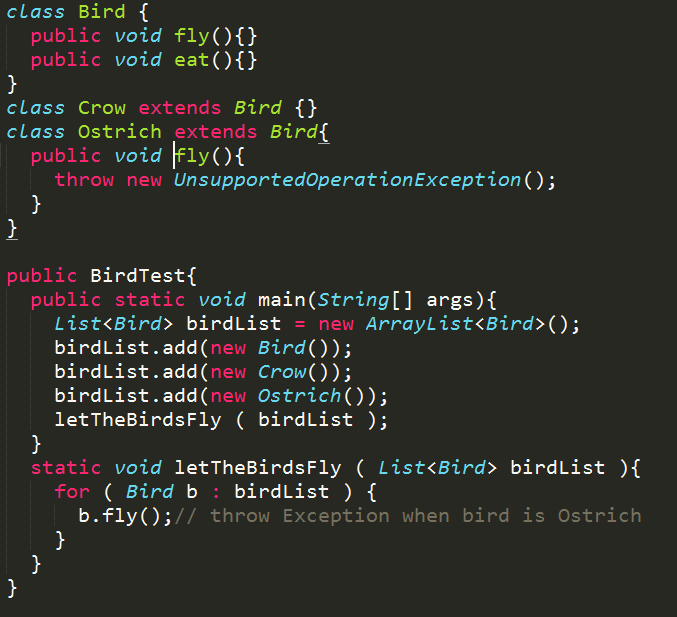 class Bird {
  public void fly(){}
  public void eat(){}
}
class Crow extends Bird {}
class Ostrich extends Bird{
  public void fly(){
    throw new UnsupportedOperationException();
  }
}

public BirdTest{
  public static void main(String[] args){
    List<Bird> birdList = new ArrayList<Bird>();
    birdList.add(new Bird());
    birdList.add(new Crow());
    birdList.add(new Ostrich());
    letTheBirdsFly ( birdList );
  }
  static void letTheBirdsFly ( List<Bird> birdList ){
    for ( Bird b : birdList ) {
      b.fly();// throw Exception when bird is Ostrich
    }
  }
}